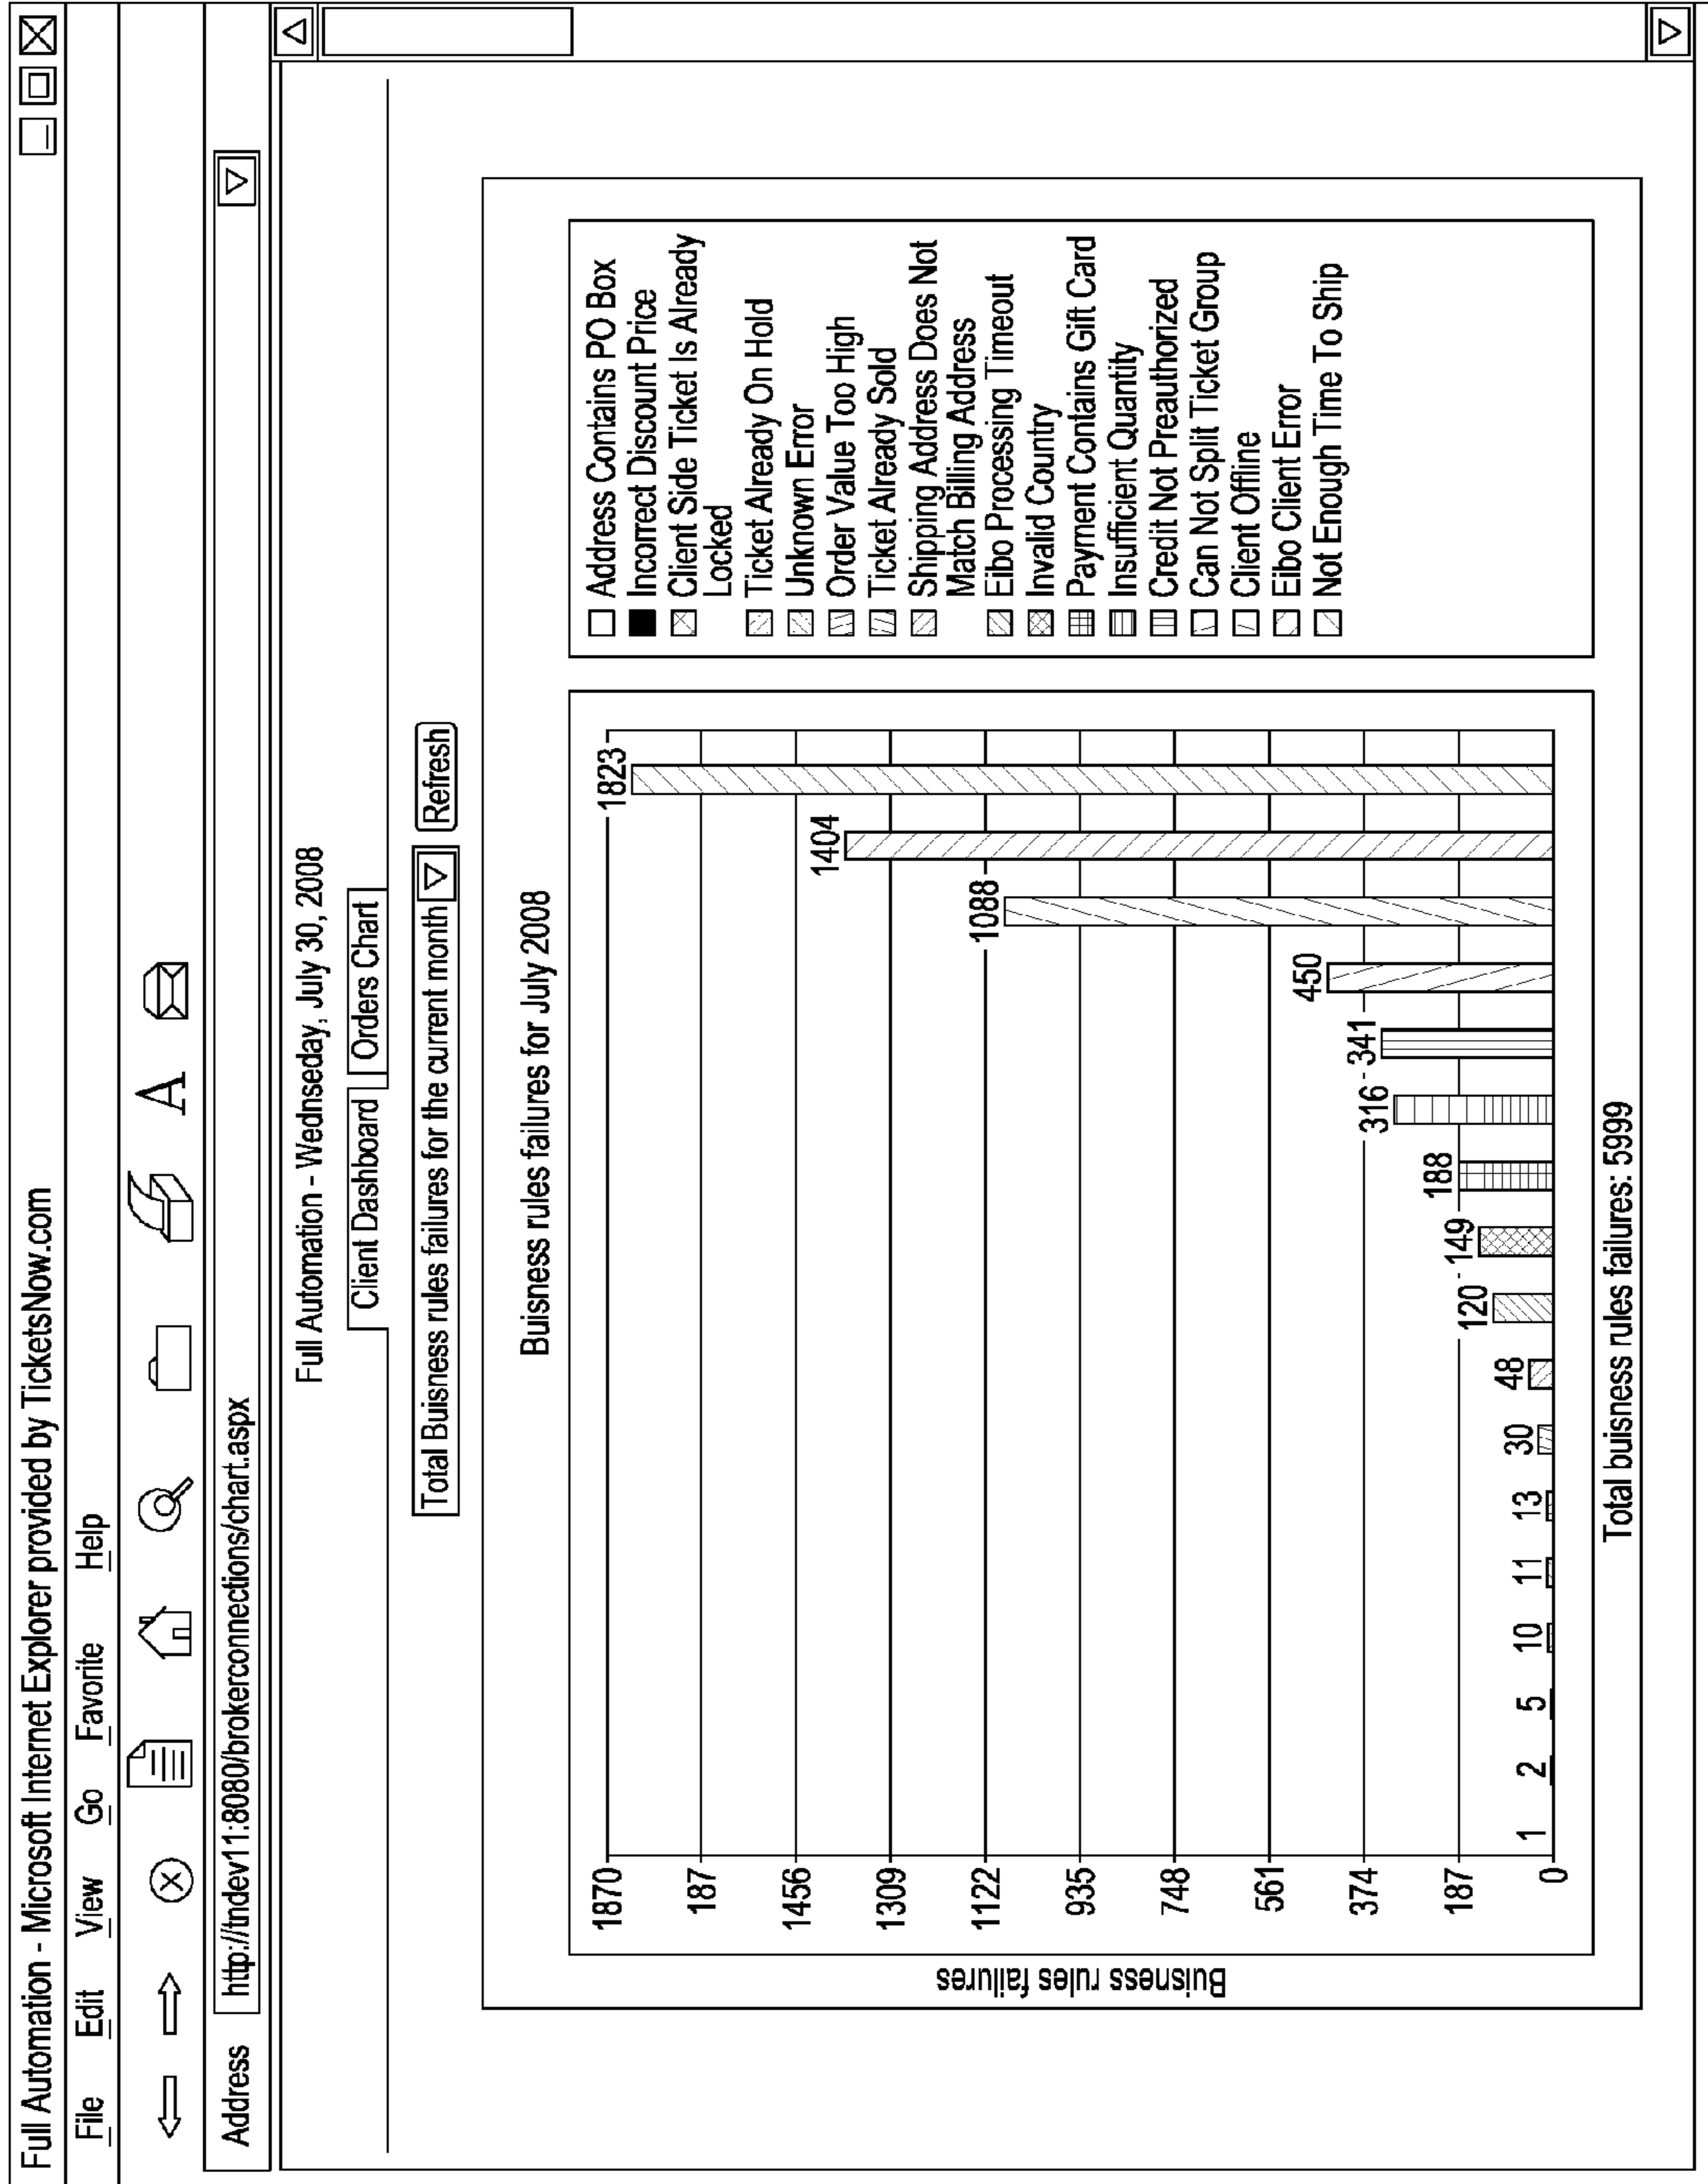 Full Automation - Microsoft Internet Explorer provided by TicketsNow.com
File Edit View Go Favorite Help
A
Address http://tndev11:8080/brokerconnections/chart.aspx
Full Automation - Wednseday, July 30, 2008
Client Dashboard Orders Chart
Total Buisness rules failures for the current month Refresh
Buisness rules failures for July 2008
Buisness rules failures
1870
187
1456
1309
1122
935
748
561
374
187
0
1
2
5
10
11
13
30
48
120
149
188
316
341
450
1088
1404
1823
Address Contains PO Box
Incorrect Discount Price
Client Side Ticket Is Already
Locked
Ticket Already On Hold
Unknown Error
Order Value Too High
Ticket Already Sold
Shipping Address Does Not
Match Billing Address
Eibo Processing Timeout
Invalid Country
Payment Contains Gift Card
Insufficient Quantity
Credit Not Preauthorized
Can Not Split Ticket Group
Client Offline
Eibo Client Error
Not Enough Time To Ship
Total buisness rules failures: 5999